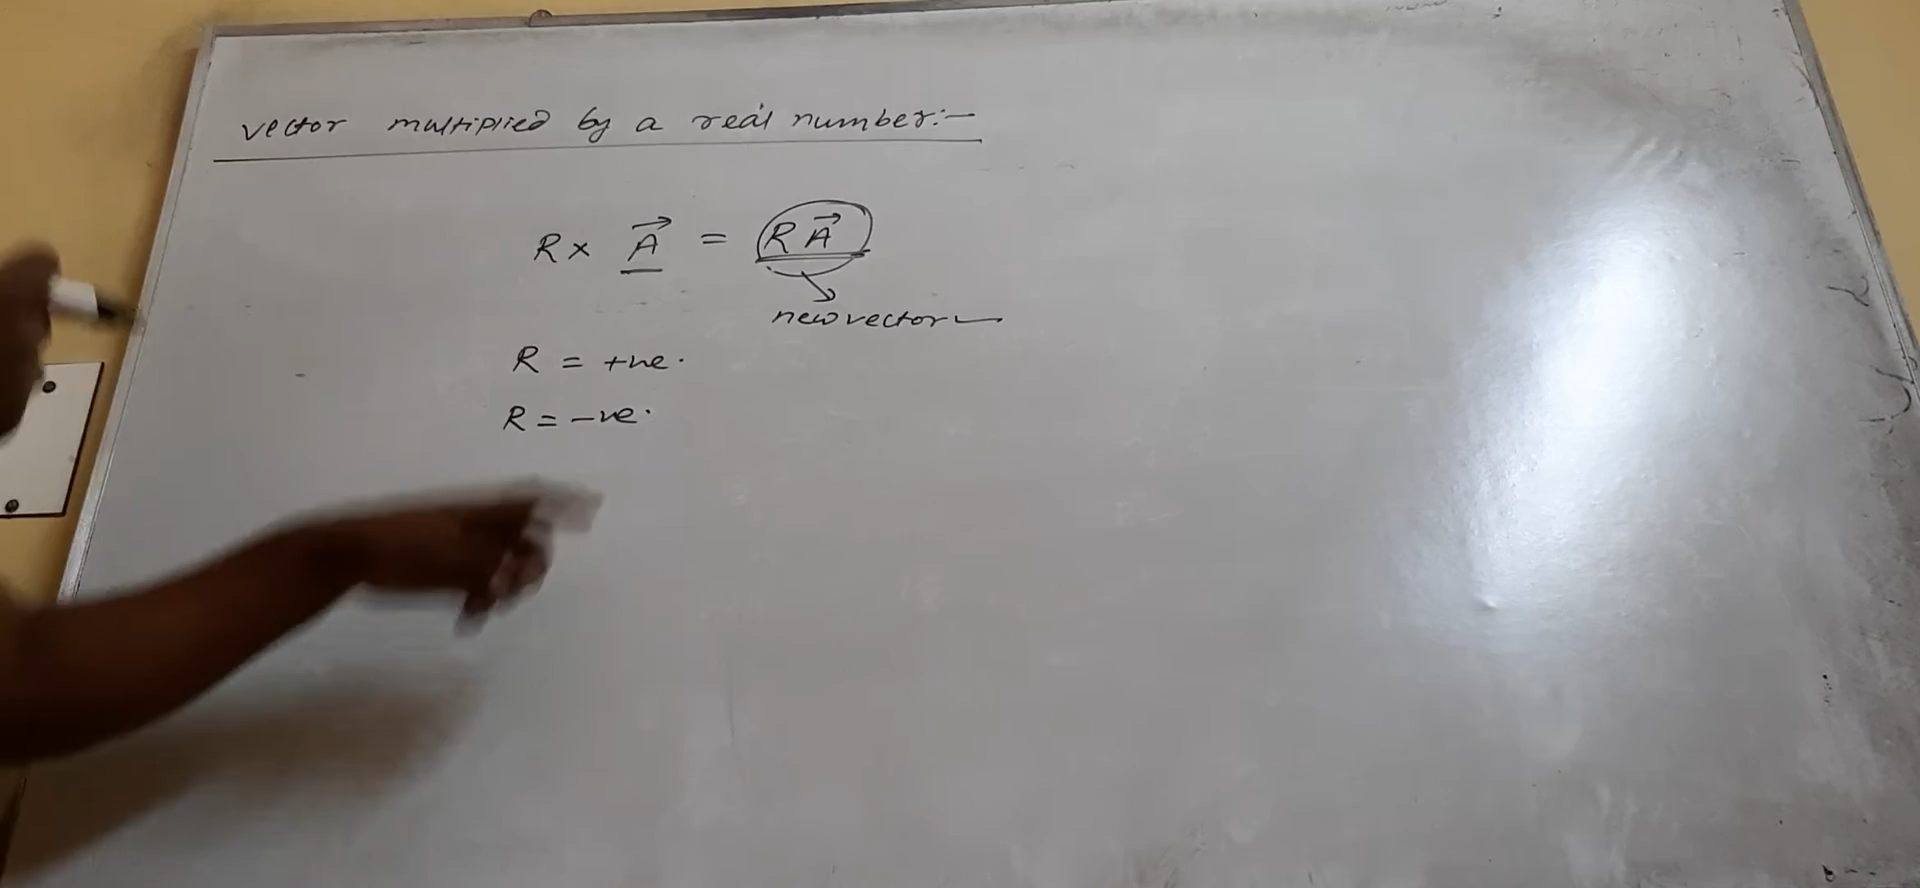 vector multiplied by a real number:-
R × A⃗ = R A⃗
new vector
R = +ve.
R = -ve.